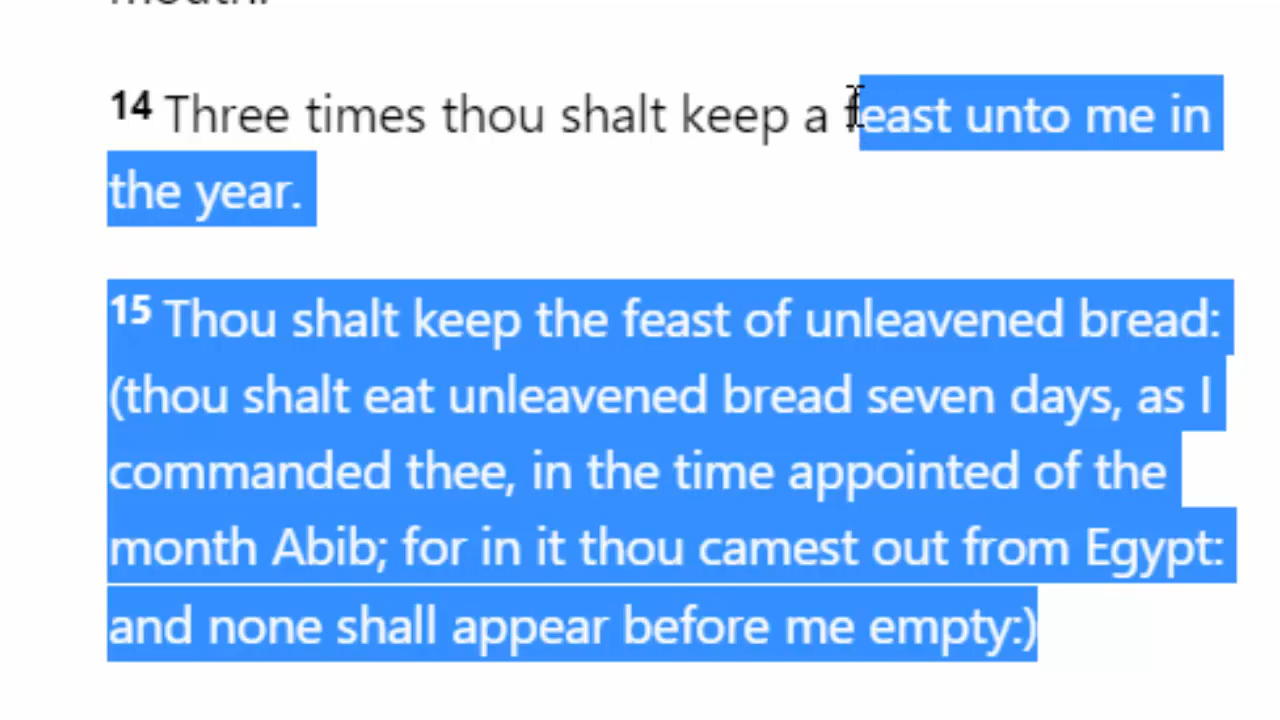 mouth.
14 Three times thou shalt keep a feast unto me in
the year.
15 Thou shalt keep the feast of unleavened bread:
(thou shalt eat unleavened bread seven days, as I
commanded thee, in the time appointed of the
month Abib; for in it thou camest out from Egypt:
and none shall appear before me empty:)